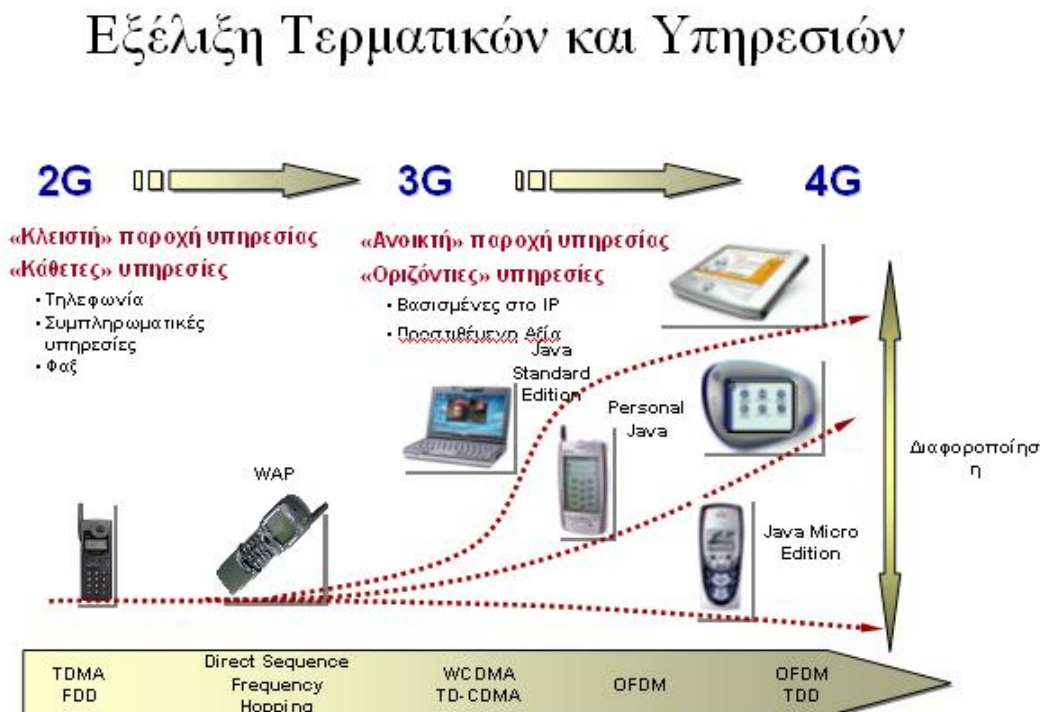 Εξέλιξη Τερματικών και Υπηρεσιών
2G
3G
4G
«Κλειστή» παροχή υπηρεσίας
«Κάθετες» υπηρεσίες
• Τηλεφωνία
• Συμπληρωματικές
υπηρεσίες
• Φαξ
«Ανοικτή» παροχή υπηρεσίας
«Οριζόντιες» υπηρεσίες
• Βασισμένες στο IP
• Προστιθέμενη Αξία
Java
Standard
Edition
Personal
Java
WAP
Java Micro
Edition
Διαφοροποίησ
η
TDMA
FDD
Direct Sequence
Frequency
Hopping
WCDMA
TD-CDMA
OFDM
OFDM
TDD